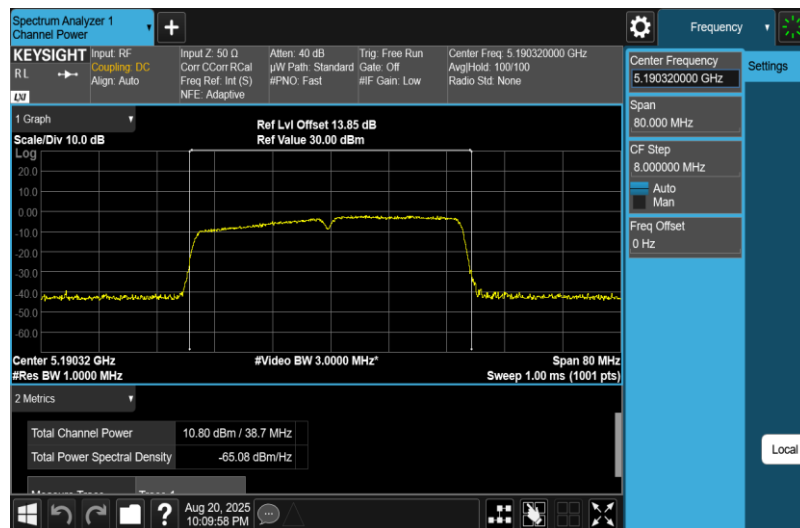 Spectrum Analyzer 1
Channel Power
+
Frequency
KEYSIGHT
RL
LXI
Input: RF
Coupling: DC
Align: Auto
Input Z: 50 Ω
Corr CCorr RCal
Freq Ref: Int (S)
NFE: Adaptive
Atten: 40 dB
µW Path: Standard
#PNO: Fast
Trig: Free Run
Gate: Off
#IF Gain: Low
Center Freq: 5.190320000 GHz
Avg|Hold: 100/100
Radio Std: None
Center Frequency
5.190320000 GHz
Settings
Span
80.000 MHz
CF Step
8.000000 MHz
Auto
Man
Freq Offset
0 Hz
1 Graph
Scale/Div 10.0 dB
Ref Lvl Offset 13.85 dB
Ref Value 30.00 dBm
Log
20.0
10.0
0.00
-10.0
-20.0
-30.0
-40.0
-50.0
-60.0
Center 5.19032 GHz
#Res BW 1.0000 MHz
#Video BW 3.0000 MHz*
Span 80 MHz
Sweep 1.00 ms (1001 pts)
2 Metrics
Total Channel Power 10.80 dBm / 38.7 MHz
Total Power Spectral Density -65.08 dBm/Hz
Local
?
Aug 20, 2025
10:09:58 PM